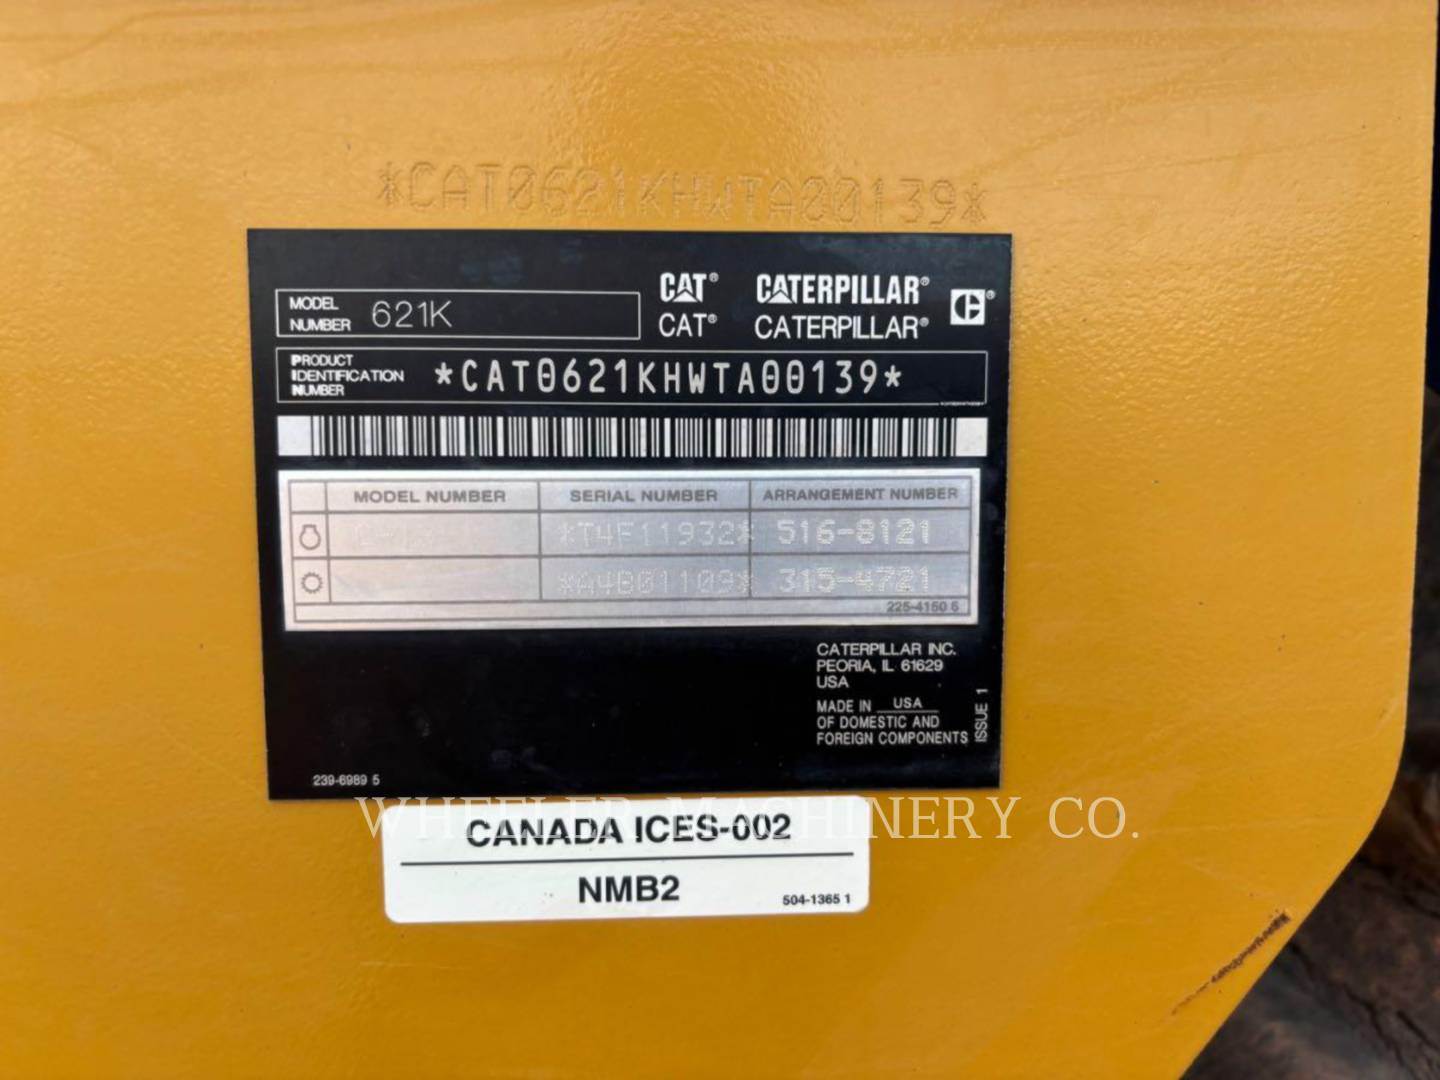 *CAT0621KHWTA00139*
MODEL NUMBER 621K
CAT® CATERPILLAR®
CAT® CATERPILLAR®
PRODUCT IDENTIFICATION NUMBER *CAT0621KHWTA00139*
MODEL NUMBER SERIAL NUMBER ARRANGEMENT NUMBER
*T4F11932* 516-8121
*A4B01109* 315-4721
225-4150 5
CATERPILLAR INC.
PEORIA, IL 61629
USA
MADE IN USA
OF DOMESTIC AND
FOREIGN COMPONENTS
ISSUE 1
239-6989 5
WHEELER MACHINERY CO.
CANADA ICES-002
NMB2
504-1365 1